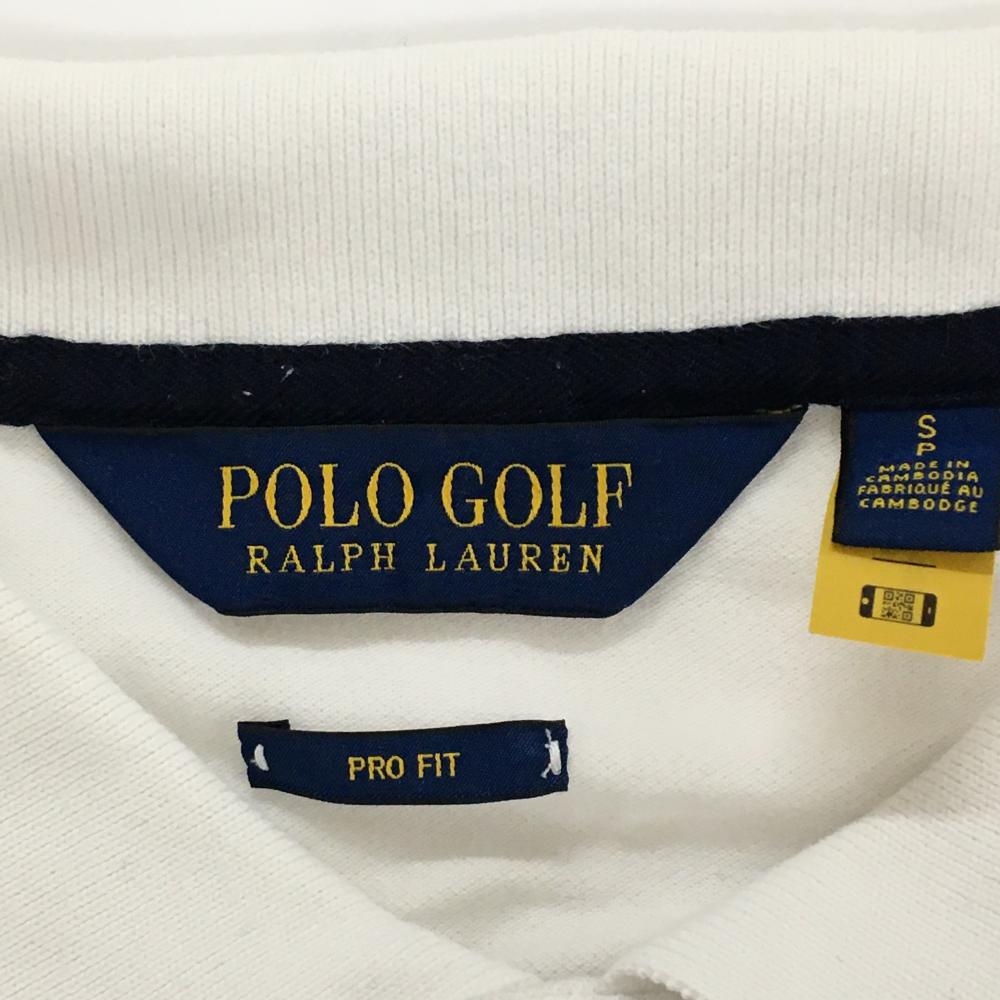 POLO GOLF
RALPH LAUREN
S
P
MADE IN
CAMBODIA
FABRIQUÉ AU
CAMBODGE
PRO FIT